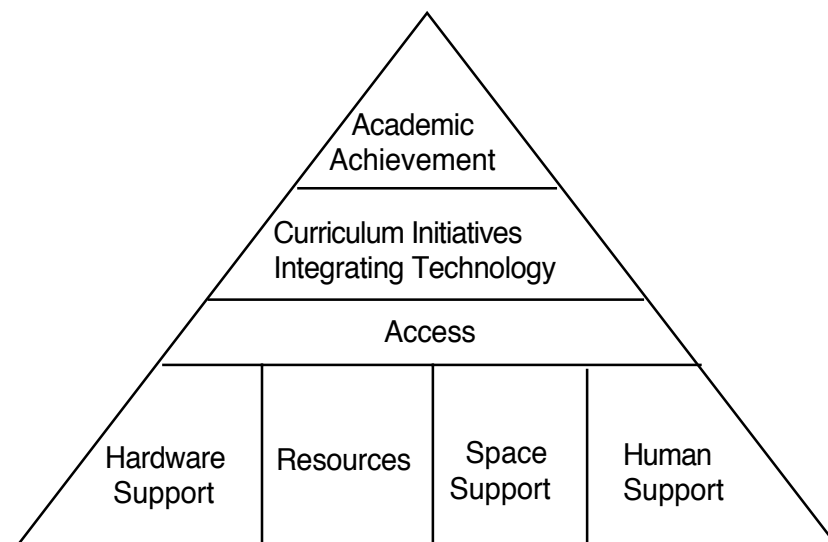 Academic
Achievement
Curriculum Initiatives
Integrating Technology
Access
Hardware
Support
Resources
Space
Support
Human
Support